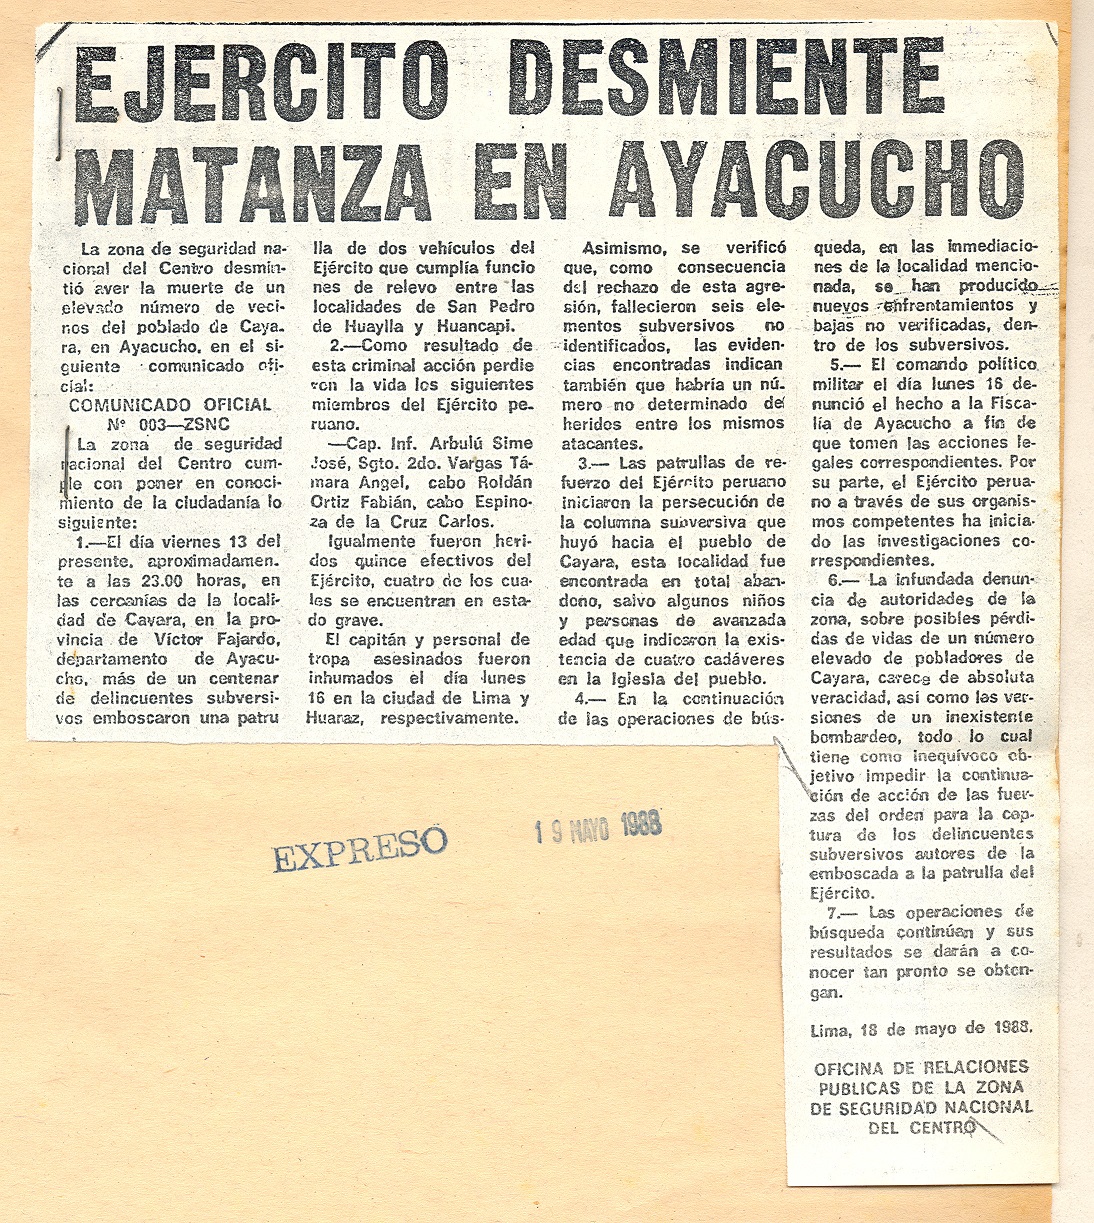 EJERCITO DESMIENTE
MATANZA EN AYACUCHO
La zona de seguridad na-
cional del Centro desmin-
tió ayer la muerte de un
elevado número de veci-
nos del poblado de Caya.
ra, en Ayacucho, en el si-
guiente comunicado ofi-
cial:
COMUNICADO OFICIAL
Nº 003—ZSNC
La zona de seguridad
nacional del Centro cum-
ple con poner en conoci-
miento de la ciudadanía lo
siguiente:
1.—El día viernes 13 del
presente, aproximadamen.
te a las 23.00 horas, en
las cercanías de la locali-
dad de Cayara, en la pro-
vincia de Víctor Fajardo,
departamento de Ayacu-
cho, más de un centenar
de delincuentes subversi-
vos emboscaron una patru
lla de dos vehículos del
Ejército que cumplía funcio
nes de relevo entre las
localidades de San Pedro
de Huaylla y Huancapi.
2.—Como resultado de
esta criminal acción perdie
ron la vida los siguientes
miembros del Ejército pe-
ruano.
—Cap. Inf. Arbulú Sime
José, Sgto. 2do. Vargas Tá-
mara Angel, cabo Roldán
Ortiz Fabián, cabo Espino-
za de la Cruz Carlos.
Igualmente fueron heri-
dos quince efectivos del
Ejército, cuatro de los cua-
les se encuentran en esta-
do grave.
El capitán y personal de
tropa asesinados fueron
inhumados el día lunes
16 en la ciudad de Lima y
Huaraz, respectivamente.
Asimismo, se verificó
que, como consecuencia
del rechazo de esta agre-
sión, fallecieron seis ele-
mentos subversivos no
identificados, las eviden-
cias encontradas indican
también que habría un nú-
mero no determinado de
heridos entre los mismos
atacantes.
3.— Las patrullas de re-
fuerzo del Ejército peruano
iniciaron la persecución de
la columna subversiva que
huyó hacia el pueblo de
Cayara, esta localidad fue
encontrada en total aban-
dono, salvo algunos niños
y personas de avanzada
edad que indicaron la exis-
tencia de cuatro cadáveres
en la Iglesia del pueblo.
4.— En la continuación
de las operaciones de bús-
queda, en las inmediacio-
nes de la localidad mencio-
nada, se han producido
nuevos enfrentamientos y
bajas no verificadas, den-
tro de los subversivos.
5.— El comando político
militar el día lunes 16 de-
nunció el hecho a la Fisca-
lía de Ayacucho a fin de
que tomen las acciones le-
gales correspondientes. Por
su parte, el Ejército perua-
no a través de sus organis-
mos competentes ha inicia-
do las investigaciones co-
rrespondientes.
6.— La infundada denun-
cia de autoridades de la
zona, sobre posibles pérdi-
das de vidas de un número
elevado de pobladores de
Cayara, carece de absoluta
veracidad, así como las ver-
siones de un inexistente
bombardeo, todo lo cual
tiene como inequívoco ob-
jetivo impedir la continua-
ción de acción de las fuer-
zas del orden para la cap-
tura de los delincuentes
subversivos autores de la
emboscada a la patrulla del
Ejército.
7.— Las operaciones de
búsqueda continúan y sus
resultados se darán a co-
nocer tan pronto se obten-
gan.
Lima, 18 de mayo de 1988.
OFICINA DE RELACIONES
PUBLICAS DE LA ZONA
DE SEGURIDAD NACIONAL
DEL CENTRO
EXPRESO 19 MAYO 1988